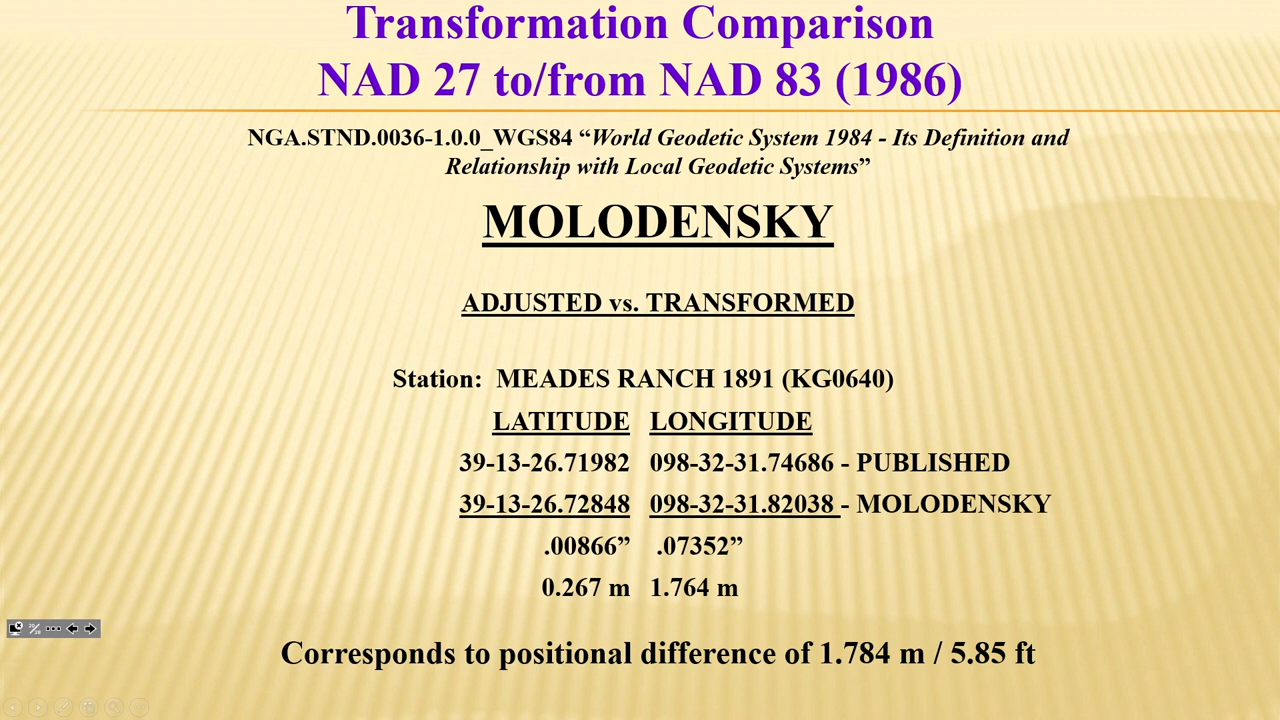 Transformation Comparison
NAD 27 to/from NAD 83 (1986)
NGA.STND.0036-1.0.0_WGS84 “World Geodetic System 1984 - Its Definition and
Relationship with Local Geodetic Systems”
MOLODENSKY
ADJUSTED vs. TRANSFORMED
Station: MEADES RANCH 1891 (KG0640)
LATITUDE LONGITUDE
39-13-26.71982 098-32-31.74686 - PUBLISHED
39-13-26.72848 098-32-31.82038 - MOLODENSKY
.00866” .07352”
0.267 m 1.764 m
Corresponds to positional difference of 1.784 m / 5.85 ft